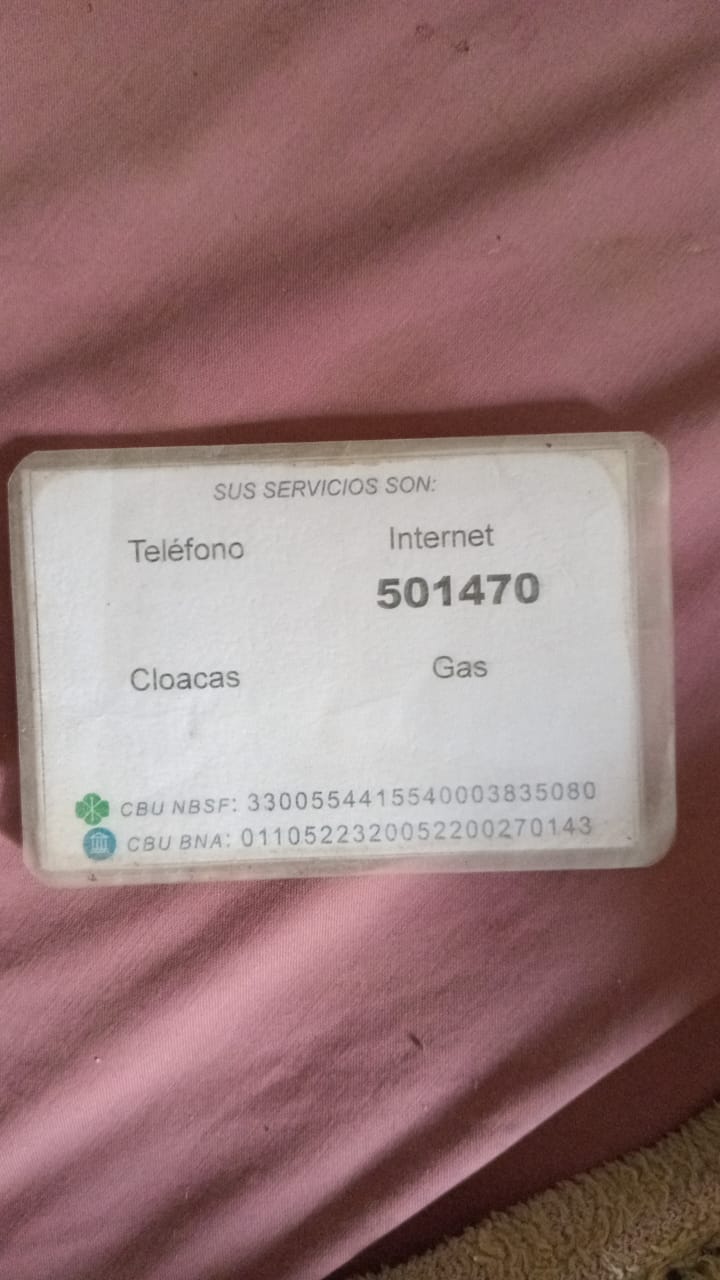 SUS SERVICIOS SON:
Teléfono Internet
501470
Cloacas Gas
CBU NBSF: 3300554415540003835080
CBU BNA: 0110522320052200270143